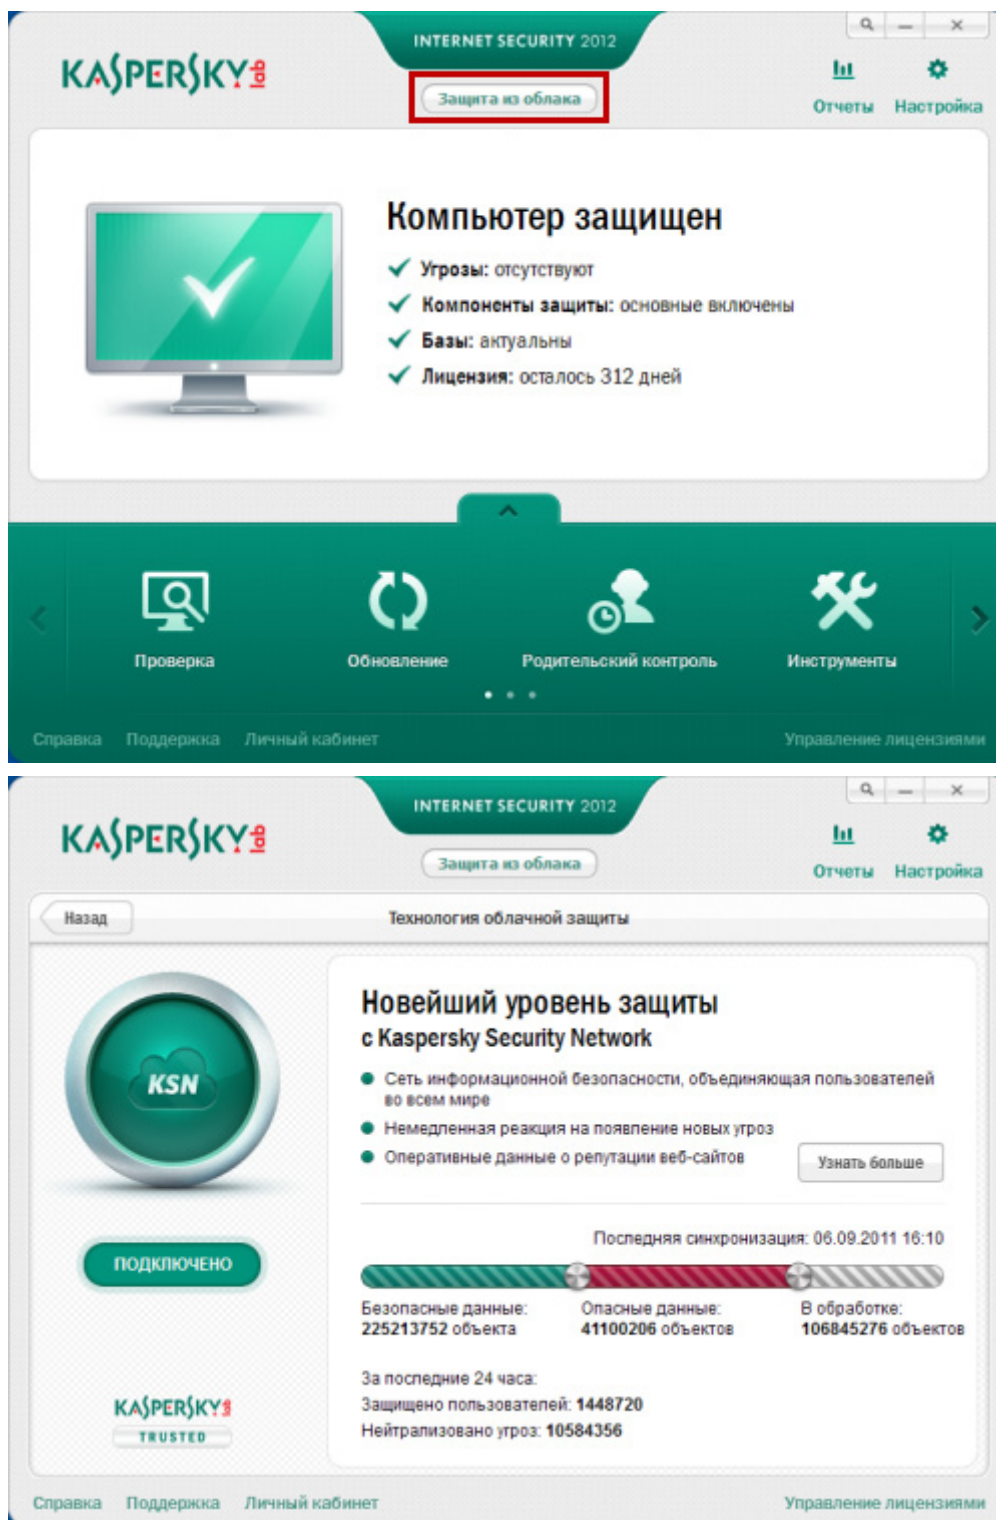 INTERNET SECURITY 2012
KASPERSKY lab
Защита из облака
Отчеты Настройка
Компьютер защищен
Угрозы: отсутствуют
Компоненты защиты: основные включены
Базы: актуальны
Лицензия: осталось 312 дней
Проверка Обновление Родительский контроль Инструменты
Справка Поддержка Личный кабинет Управление лицензиями
INTERNET SECURITY 2012
KASPERSKY lab
Защита из облака
Отчеты Настройка
Назад Технология облачной защиты
KSN
ПОДКЛЮЧЕНО
KASPERSKY lab
TRUSTED
Новейший уровень защиты
с Kaspersky Security Network
Сеть информационной безопасности, объединяющая пользователей
во всем мире
Немедленная реакция на появление новых угроз
Оперативные данные о репутации веб-сайтов
Узнать больше
Последняя синхронизация: 06.09.2011 16:10
Безопасные данные: Опасные данные: В обработке:
225213752 объекта 41100206 объектов 106845276 объектов
За последние 24 часа:
Защищено пользователей: 1448720
Нейтрализовано угроз: 10584356
Справка Поддержка Личный кабинет Управление лицензиями